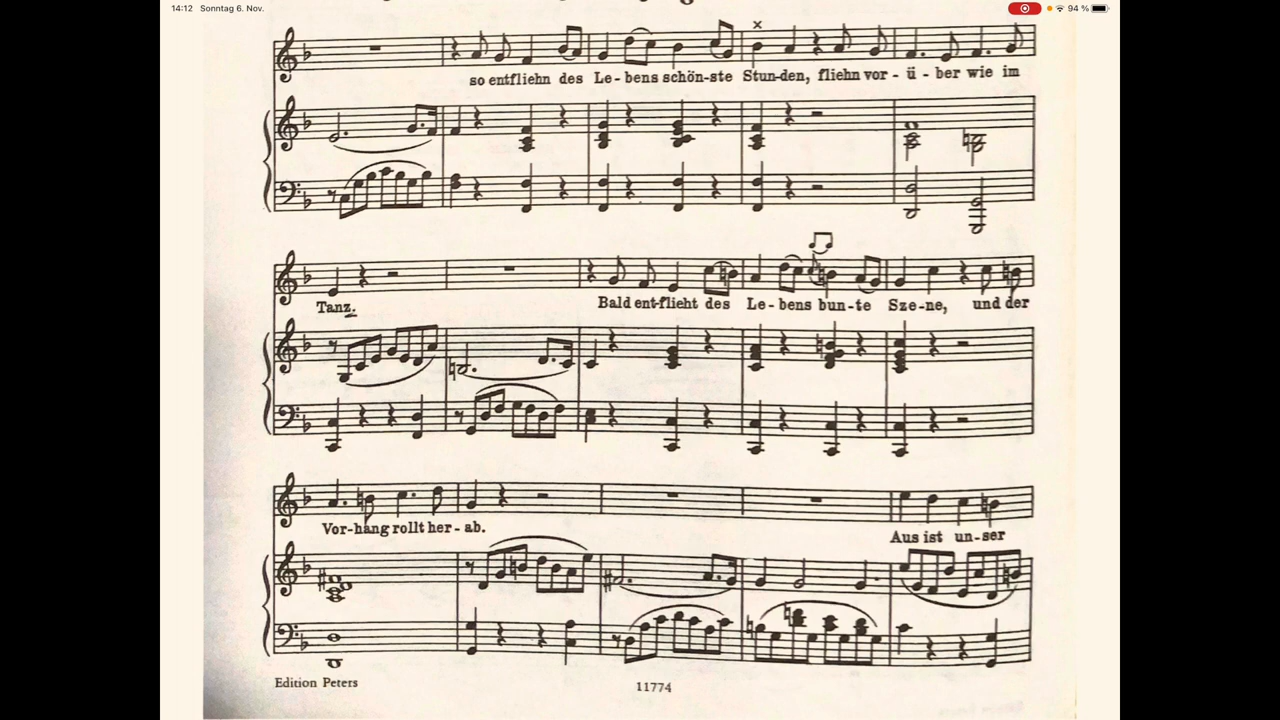 14:12 Sonntag 6. Nov. 94 %
so entfliehn des Le-bens schön-ste Stun-den, fliehn vor-ü-ber wie im
Tanz. Bald ent-flieht des Le-bens bun-te Sze-ne, und der
Vor-hang rollt her-ab. Aus ist un-ser
Edition Peters 11774